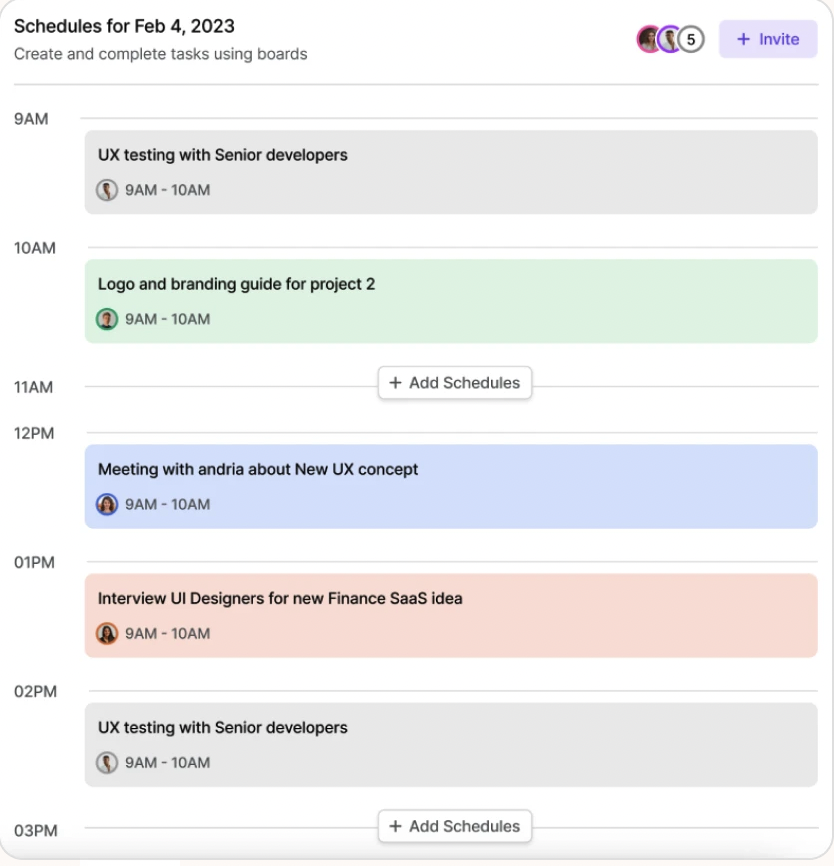 Schedules for Feb 4, 2023
Create and complete tasks using boards
5
+ Invite
9AM
UX testing with Senior developers
9AM - 10AM
10AM
Logo and branding guide for project 2
9AM - 10AM
11AM
+ Add Schedules
12PM
Meeting with andria about New UX concept
9AM - 10AM
01PM
Interview UI Designers for new Finance SaaS idea
9AM - 10AM
02PM
UX testing with Senior developers
9AM - 10AM
03PM
+ Add Schedules